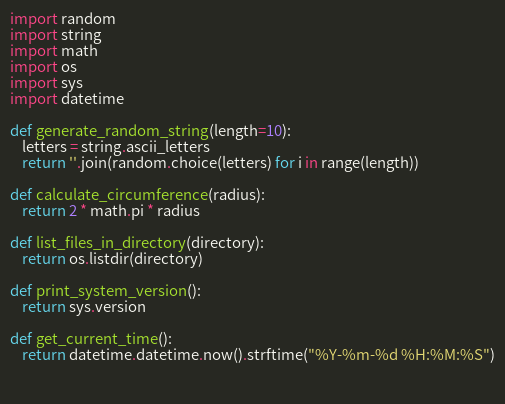 import random
import string
import math
import os
import sys
import datetime

def generate_random_string(length=10):
    letters = string.ascii_letters
    return ''.join(random.choice(letters) for i in range(length))

def calculate_circumference(radius):
    return 2 * math.pi * radius

def list_files_in_directory(directory):
    return os.listdir(directory)

def print_system_version():
    return sys.version

def get_current_time():
    return datetime.datetime.now().strftime("%Y-%m-%d %H:%M:%S")